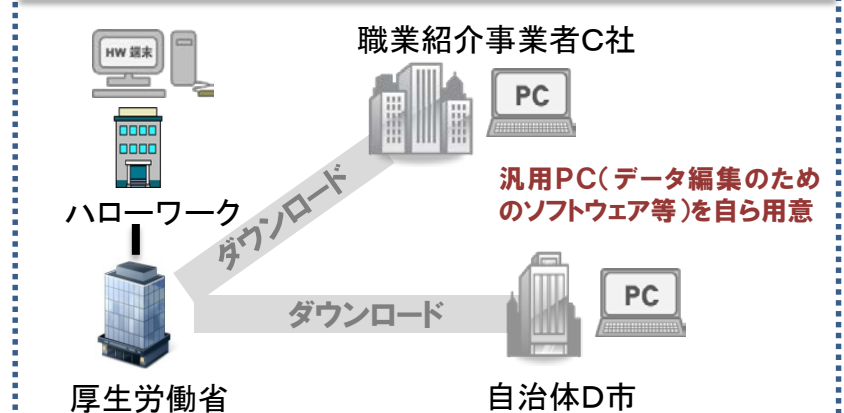 HW 端末
職業紹介事業者C社
PC
汎用PC(データ編集のため
のソフトウェア等)を自ら用意
ハローワーク
ダウンロード
ダウンロード
PC
厚生労働省
自治体D市